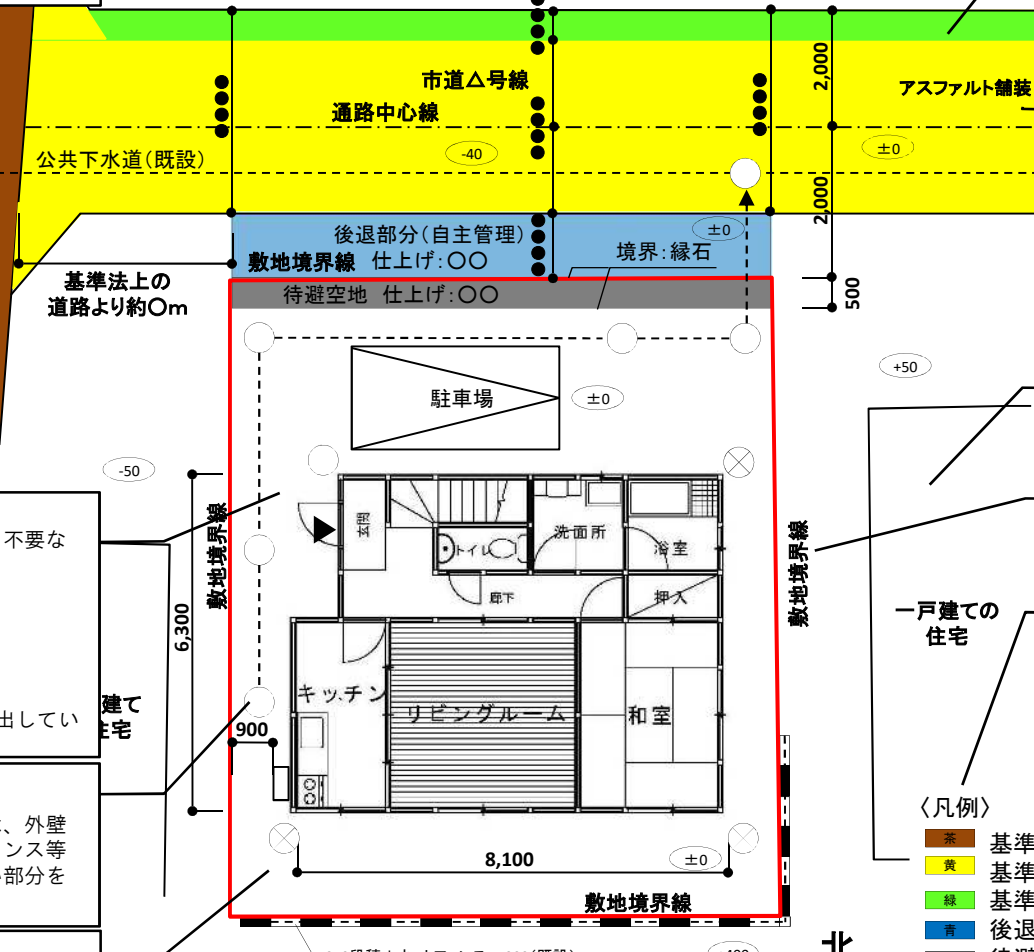 市道△号線
通路中心線
アスファルト舗装
2,000
公共下水道(既設)
-40
±0
2,000
後退部分(自主管理)
±0
敷地境界線 仕上げ:〇〇
境界:縁石
基準法上の
道路より約〇m
待避空地 仕上げ:〇〇
500
駐車場
±0
+50
-50
敷地境界線
不要な
玄関
トイレ
洗面所
浴室
敷地境界線
廊下
押入
一戸建ての
住宅
6,300
建て
住宅
出してい
キッチン
リビングルーム
和室
900
、外壁
ンス等
部分を
〈凡例〉
茶 基準
黄 基準
緑 基準
青 後退
8,100
±0
敷地境界線
北